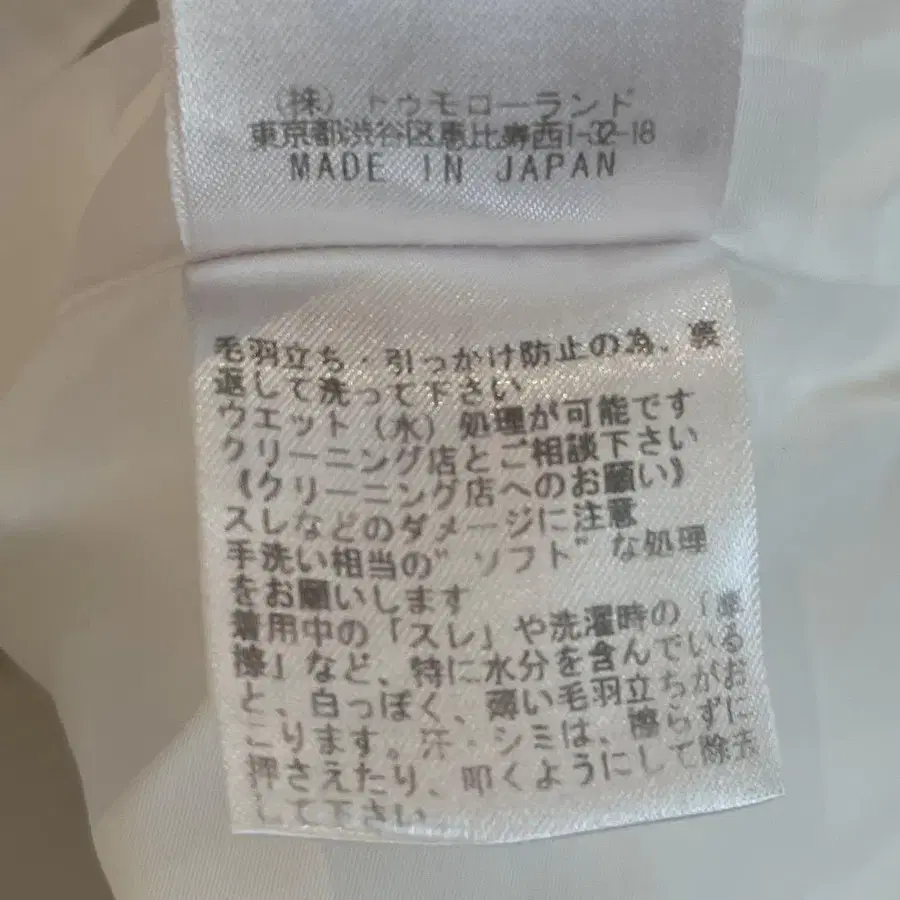 (株) トゥモローランド
東京都渋谷区恵比寿西1-32-18
MADE IN JAPAN
毛羽立ち・引っかけ防止の為、裏
返して洗って下さい
ウエット(水)処理が可能です
クリーニング店とご相談下さい
《クリーニング店へのお願い》
スレなどのダメージに注意
手洗い相当の"ソフト"な処理
をお願いします
着用中の「スレ」や洗濯時の「摩
擦」など、特に水分を含んでいる
と、白っぽく、薄い毛羽立ちがお
こります。汗・シミは、擦らずに
押さえたり、叩くようにして除去
して下さい